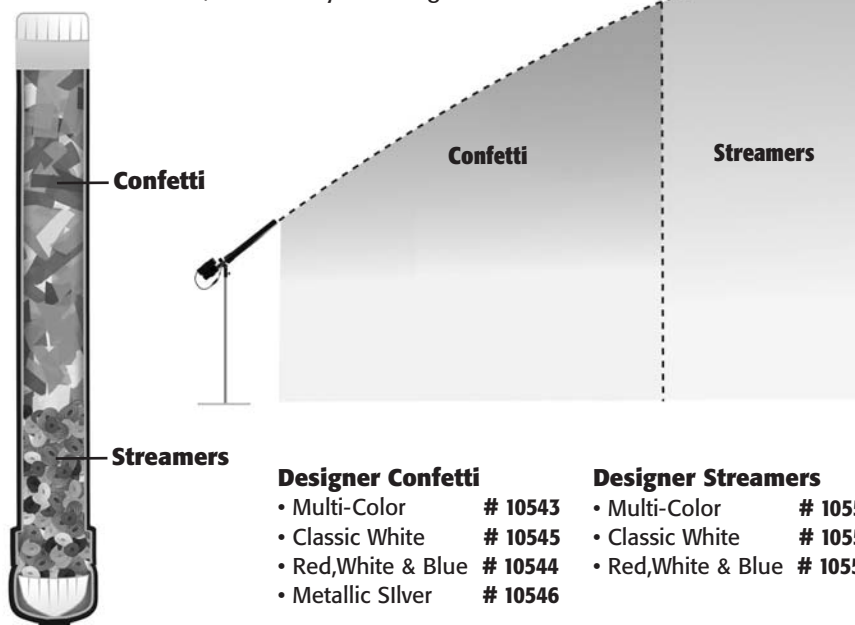 Confetti
Streamers
Confetti
Streamers
Designer Confetti
• Multi-Color # 10543
• Classic White # 10545
• Red,White & Blue # 10544
• Metallic SIlver # 10546
Designer Streamers
• Multi-Color #
• Classic White #
• Red,White & Blue #